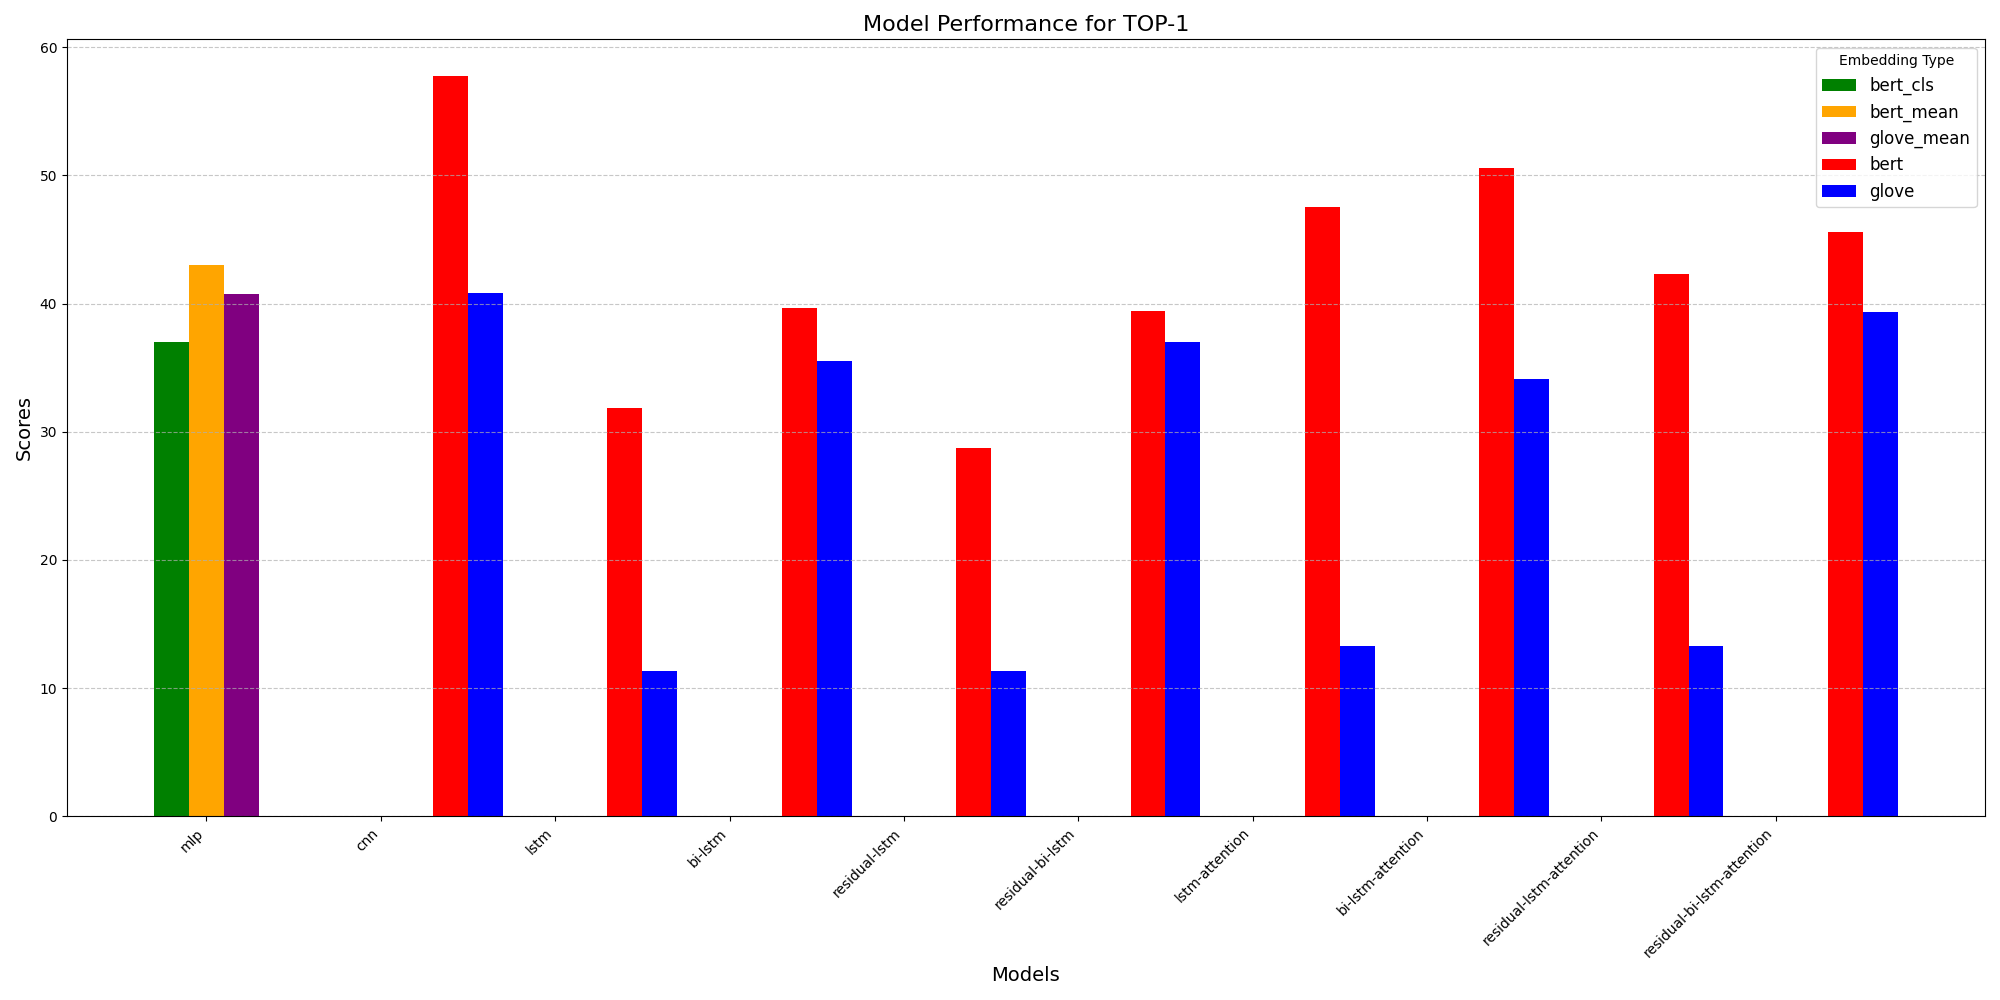 Model Performance for TOP-1
Embedding Type
bert_cls
bert_mean
glove_mean
bert
glove
Scores
60
50
40
30
20
10
0
mlp
cnn
lstm
bi-lstm
residual-lstm
residual-bi-lstm
lstm-attention
bi-lstm-attention
residual-lstm-attention
residual-bi-lstm-attention
Models